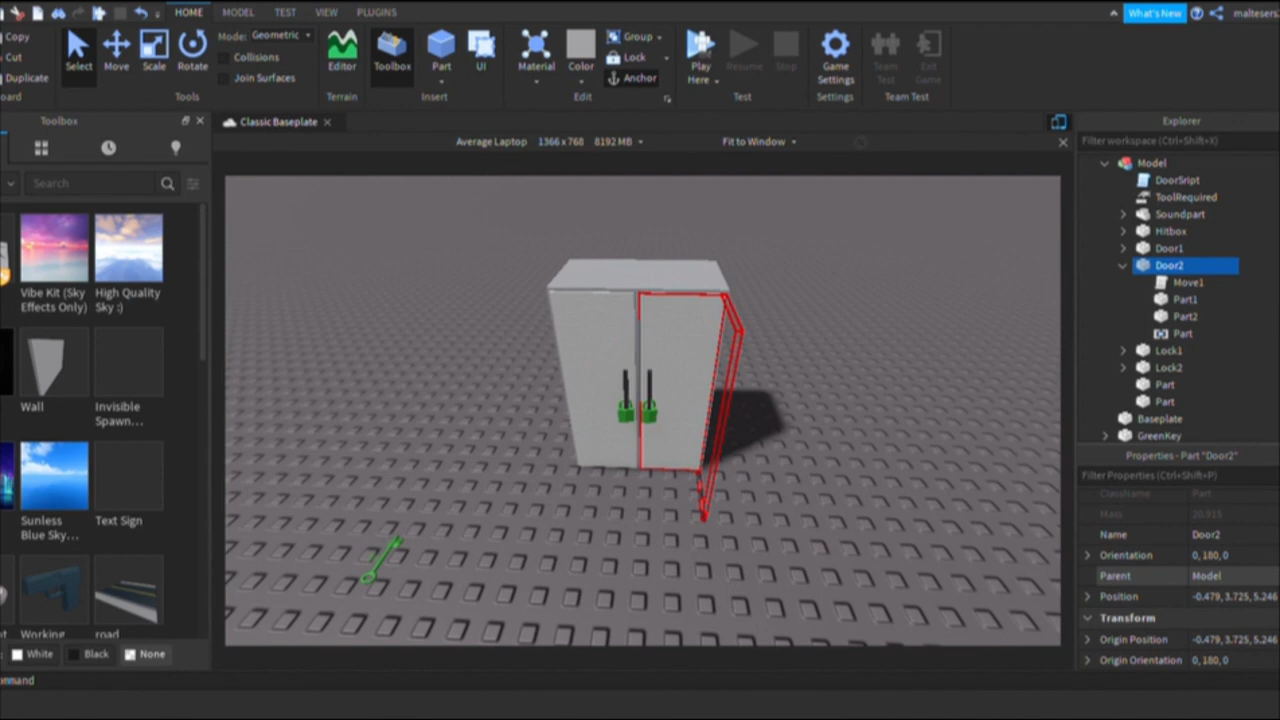 HOME MODEL TEST VIEW PLUGINS
What's New
maltesers
Copy
Cut
Duplicate
Select
Move
Scale
Rotate
Mode: Geometric
Collisions
Join Surfaces
Tools
Editor
Terrain
Toolbox
Part
UI
Insert
Material
Color
Group
Lock
Anchor
Edit
Play
Here
Resume
Stop
Test
Game
Settings
Settings
Team
Test
Exit
Game
Team Test
Toolbox
Classic Baseplate
Explorer
Average Laptop 1366 x 768 8192 MB
Fit to Window
Filter workspace (Ctrl+Shift+X)
Search
Vibe Kit (Sky
Effects Only)
High Quality
Sky :)
Wall
Invisible
Spawn...
Sunless
Blue Sky...
Text Sign
Working
road
White
Black
None
Model
DoorSript
ToolRequired
Soundpart
Hitbox
Door1
Door2
Move1
Part1
Part2
Part
Lock1
Lock2
Part
Part
Baseplate
GreenKey
Properties - Part "Door2"
Filter Properties (Ctrl+Shift+P)
ClassName Part
Mass 20.915
Name Door2
Orientation 0, 180, 0
Parent Model
Position -0.479, 3.725, 5.246
Transform
Origin Position -0.479, 3.725, 5.246
Origin Orientation 0, 180, 0